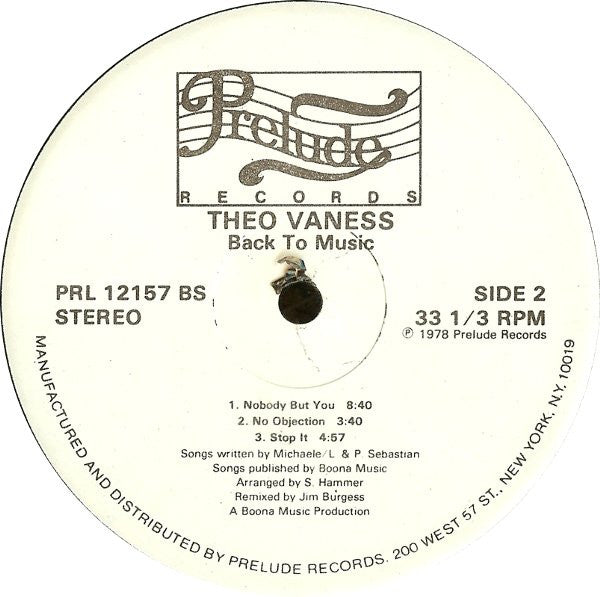 Prelude
RECORDS
THEO VANESS
Back To Music
PRL 12157 BS
STEREO
SIDE 2
33 1/3 RPM
℗ 1978 Prelude Records
1. Nobody But You 8:40
2. No Objection 3:40
3. Stop It 4:57
Songs written by Michaele/L & P. Sebastian
Songs published by Boona Music
Arranged by S. Hammer
Remixed by Jim Burgess
A Boona Music Production
MANUFACTURED AND DISTRIBUTED BY PRELUDE RECORDS. 200 WEST 57 ST., NEW YORK, N.Y. 10019